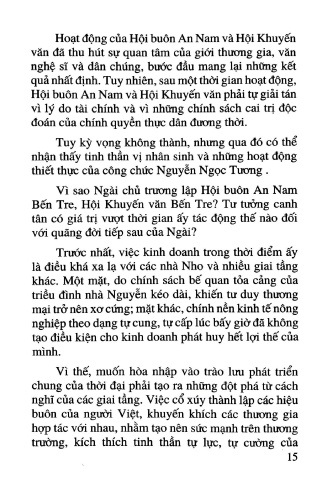 Hoạt động của Hội buôn An Nam và Hội Khuyến
văn đã thu hút sự quan tâm của giới thương gia, văn
nghệ sĩ và dân chúng, bước đầu mang lại những kết
quả nhất định. Tuy nhiên, sau một thời gian hoạt động,
Hội buôn An Nam và Hội Khuyến văn phải tự giải tán
vì lý do tài chính và vì những chính sách cai trị độc
đoán của chính quyền thực dân đương thời.
Tuy kỳ vọng không thành, nhưng qua đó có thể
nhận thấy tinh thần vị nhân sinh và những hoạt động
thiết thực của công chức Nguyễn Ngọc Tương .
Vì sao Ngài chủ trương lập Hội buôn An Nam
Bến Tre, Hội Khuyến văn Bến Tre? Tư tưởng canh
tân có giá trị vượt thời gian ấy tác động thế nào đối
với quãng đời tiếp sau của Ngài?
Trước nhất, việc kinh doanh trong thời điểm ấy
là điều khá xa lạ với các nhà Nho và nhiều giai tầng
khác. Một mặt, do chính sách bế quan tỏa cảng của
triều đình nhà Nguyễn kéo dài, khiến tư duy thương
mại trở nên xơ cứng; mặt khác, chính nền kinh tế nông
nghiệp theo dạng tự cung, tự cấp lúc bấy giờ đã không
tạo điều kiện cho kinh doanh phát huy hết lợi thế của
mình.
Vì thế, muốn hòa nhập vào trào lưu phát triển
chung của thời đại phải tạo ra những đột phá từ cách
nghĩ của các giai tầng. Việc cổ xúy thành lập các hiệu
buôn của người Việt, khuyến khích các thương gia
hợp tác với nhau, nhằm tạo nên sức mạnh trên thương
trường, kích thích tinh thần tự lực, tự cường của
15